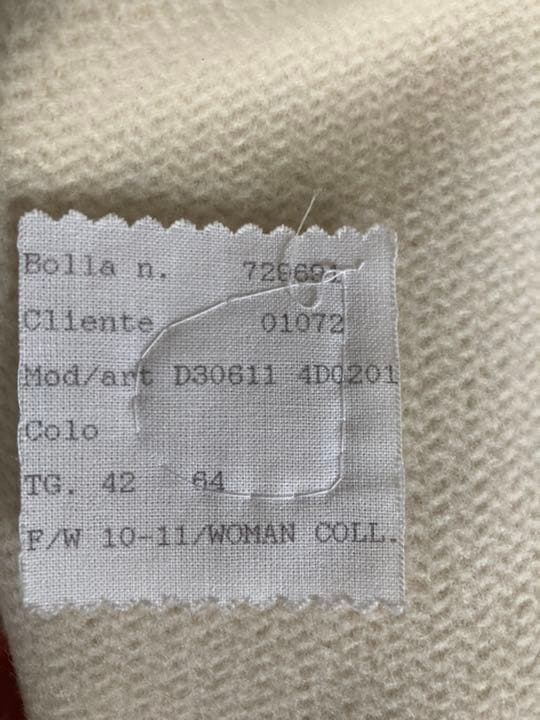 Bolla n. 729691
Cliente 01072
Mod/art D30611 4D0201
Colo
TG. 42 64
F/W 10-11/WOMAN COLL.